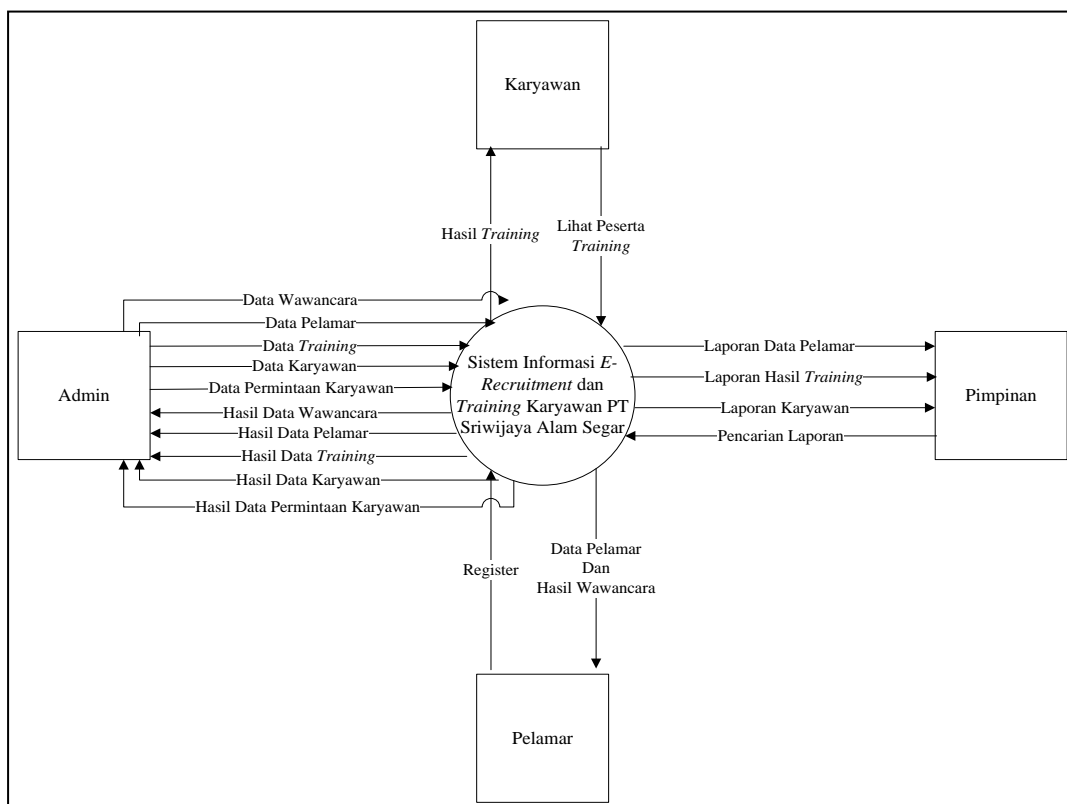 Karyawan
Hasil Training
Lihat Peserta
Training
Data Wawancara
Data Pelamar
Data Training
Data Karyawan
Data Permintaan Karyawan
Hasil Data Wawancara
Hasil Data Pelamar
Hasil Data Training
Hasil Data Karyawan
Hasil Data Permintaan Karyawan
Admin
Sistem Informasi E-
Recruitment dan
Training Karyawan PT
Sriwijaya Alam Segar
Laporan Data Pelamar
Laporan Hasil Training
Laporan Karyawan
Pencarian Laporan
Pimpinan
Register
Data Pelamar
Dan
Hasil Wawancara
Pelamar